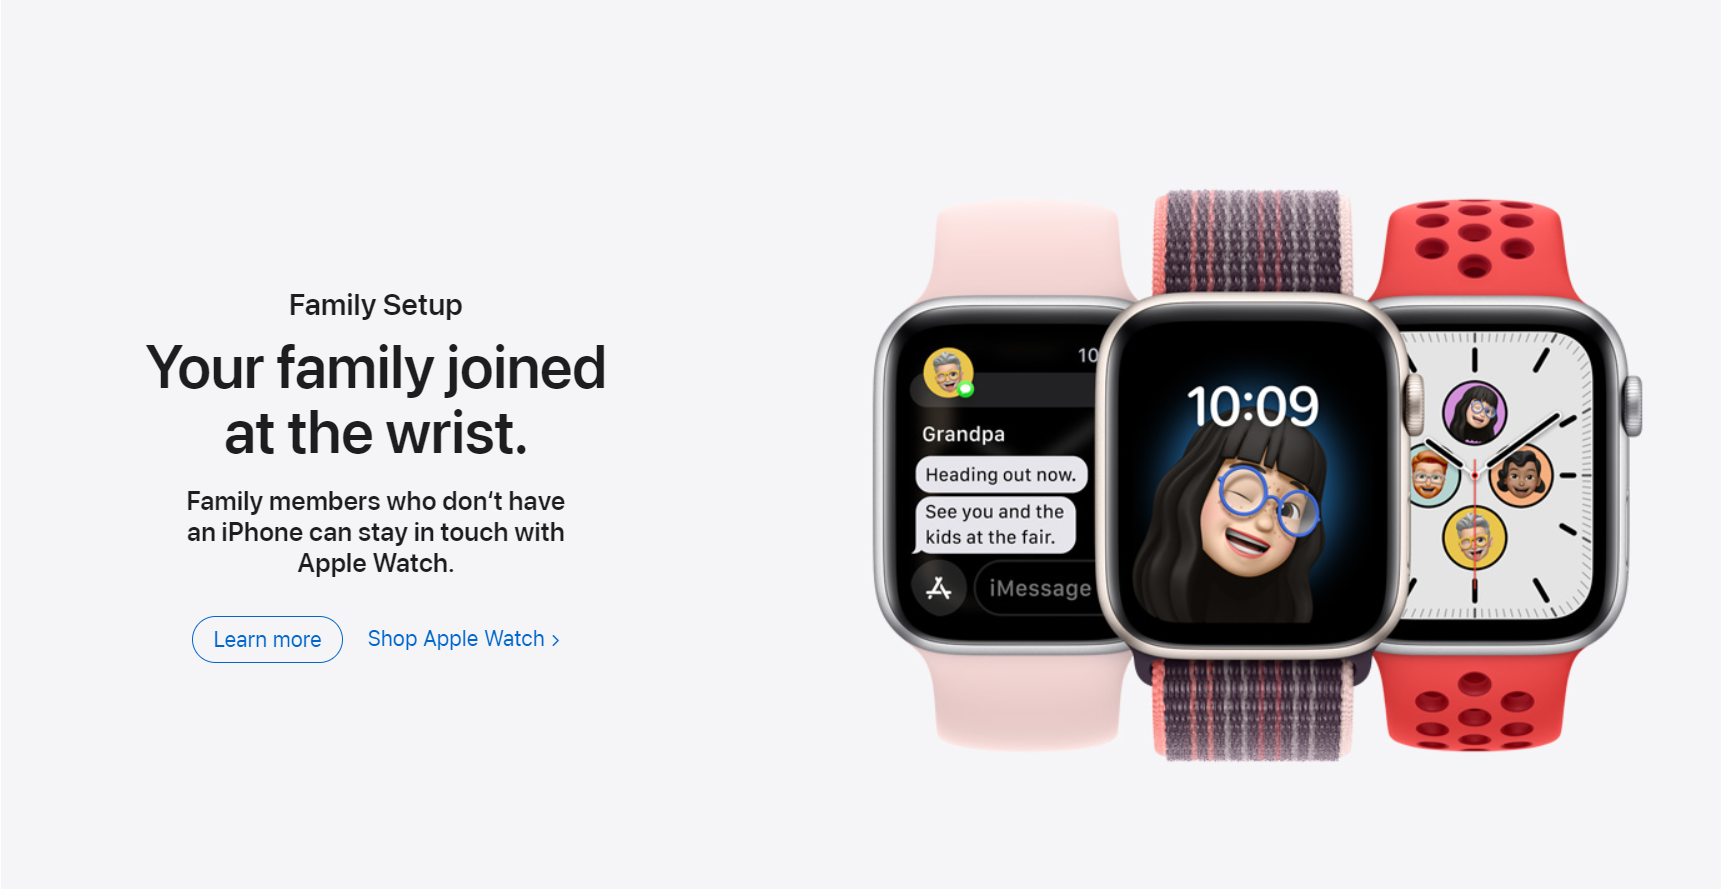 Family Setup
Your family joined
at the wrist.
Family members who don‘t have
an iPhone can stay in touch with
Apple Watch.
Learn more
Shop Apple Watch >
10
Grandpa
Heading out now.
See you and the
kids at the fair.
iMessage
10:09